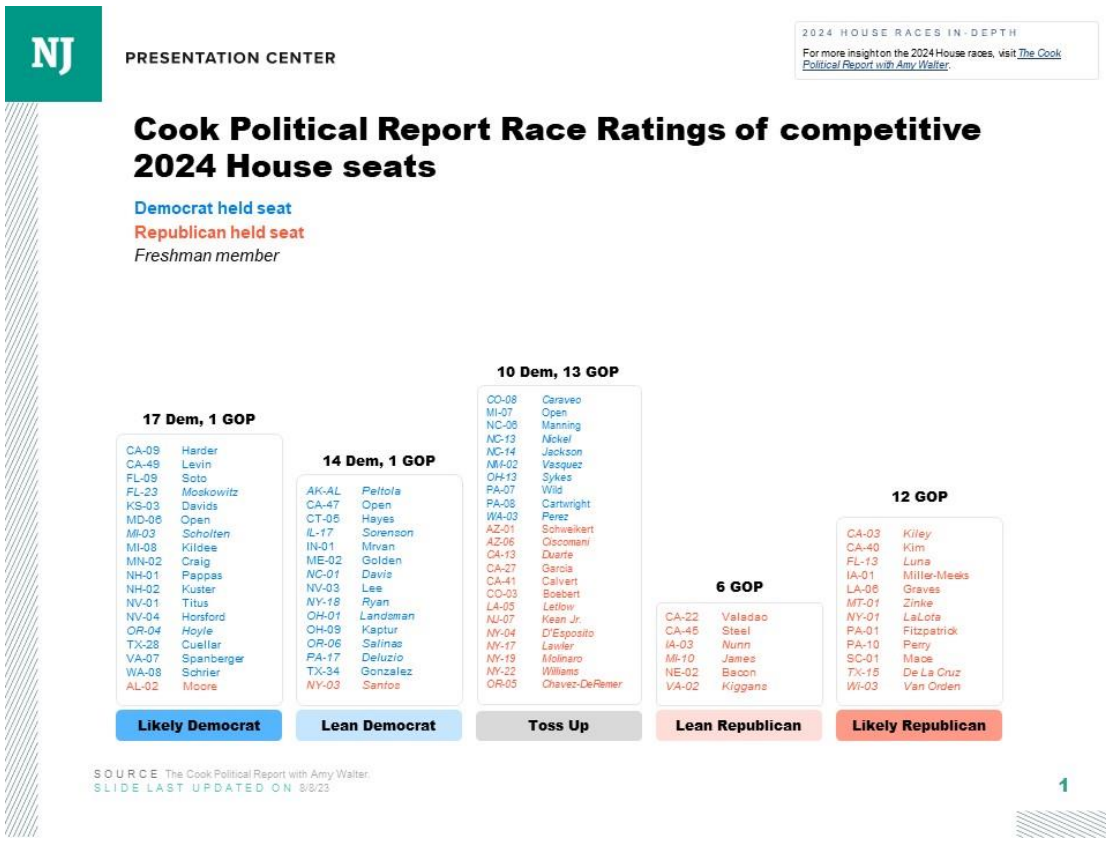 NJ
PRESENTATION CENTER
2024 HOUSE RACES IN-DEPTH
For more insight on the 2024 House races, visit The Cook
Political Report with Amy Walter.
Cook Political Report Race Ratings of competitive
2024 House seats
Democrat held seat
Republican held seat
Freshman member
17 Dem, 1 GOP
CA-09 Harder
CA-49 Levin
FL-09 Soto
FL-23 Moskowitz
KS-03 Davids
MD-06 Open
MI-03 Scholten
MI-08 Kildee
MN-02 Craig
NH-01 Pappas
NH-02 Kuster
NV-01 Titus
NV-04 Horsford
OR-04 Hoyle
TX-28 Cuellar
VA-07 Spanberger
WA-08 Schrier
AL-02 Moore
Likely Democrat
14 Dem, 1 GOP
AK-AL Peltola
CA-47 Open
CT-05 Hayes
IL-17 Sorenson
IN-01 Mrvan
ME-02 Golden
NC-01 Davis
NV-03 Lee
NY-18 Ryan
OH-01 Landsman
OH-09 Kaptur
OR-06 Salinas
PA-17 Deluzio
TX-34 Gonzalez
NY-03 Santos
Lean Democrat
10 Dem, 13 GOP
CO-08 Caraveo
MI-07 Open
NC-06 Manning
NC-13 Nickel
NC-14 Jackson
NM-02 Vasquez
OH-13 Sykes
PA-07 Wild
PA-08 Cartwright
WA-03 Perez
AZ-01 Schweikert
AZ-06 Ciscomani
CA-13 Duarte
CA-27 Garcia
CA-41 Calvert
CO-03 Boebert
LA-05 Letlow
NJ-07 Kean Jr.
NY-04 D'Esposito
NY-17 Lawler
NY-19 Molinaro
NY-22 Williams
OR-05 Chavez-DeRemer
Toss Up
6 GOP
CA-22 Valadao
CA-45 Steel
IA-03 Nunn
MI-10 James
NE-02 Bacon
VA-02 Kiggans
Lean Republican
12 GOP
CA-03 Kiley
CA-40 Kim
FL-13 Luna
IA-01 Miller-Meeks
LA-06 Graves
MT-01 Zinke
NY-01 LaLota
PA-01 Fitzpatrick
PA-10 Perry
SC-01 Mace
TX-15 De La Cruz
WI-03 Van Orden
Likely Republican
SOURCE The Cook Political Report with Amy Walter.
SLIDE LAST UPDATED ON 8/8/23
1